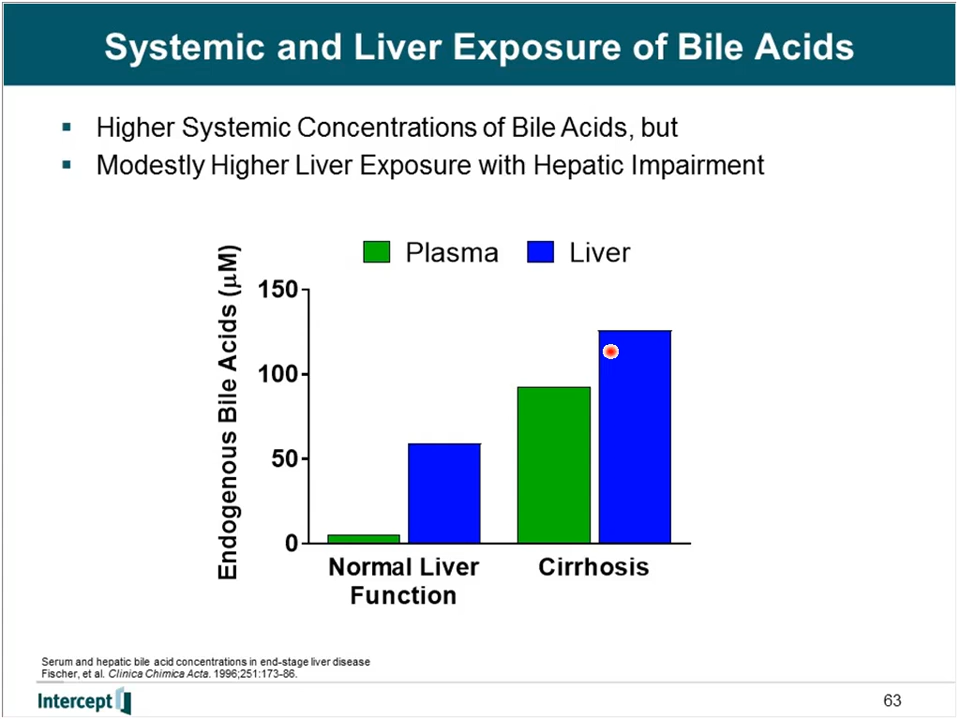 Systemic and Liver Exposure of Bile Acids
Higher Systemic Concentrations of Bile Acids, but
Modestly Higher Liver Exposure with Hepatic Impairment
Plasma
Liver
Endogenous Bile Acids (µM)
150
100
50
0
Normal Liver
Function
Cirrhosis
Serum and hepatic bile acid concentrations in end-stage liver disease
Fischer, et al. Clinica Chimica Acta. 1996;251:173-86.
Intercept
63